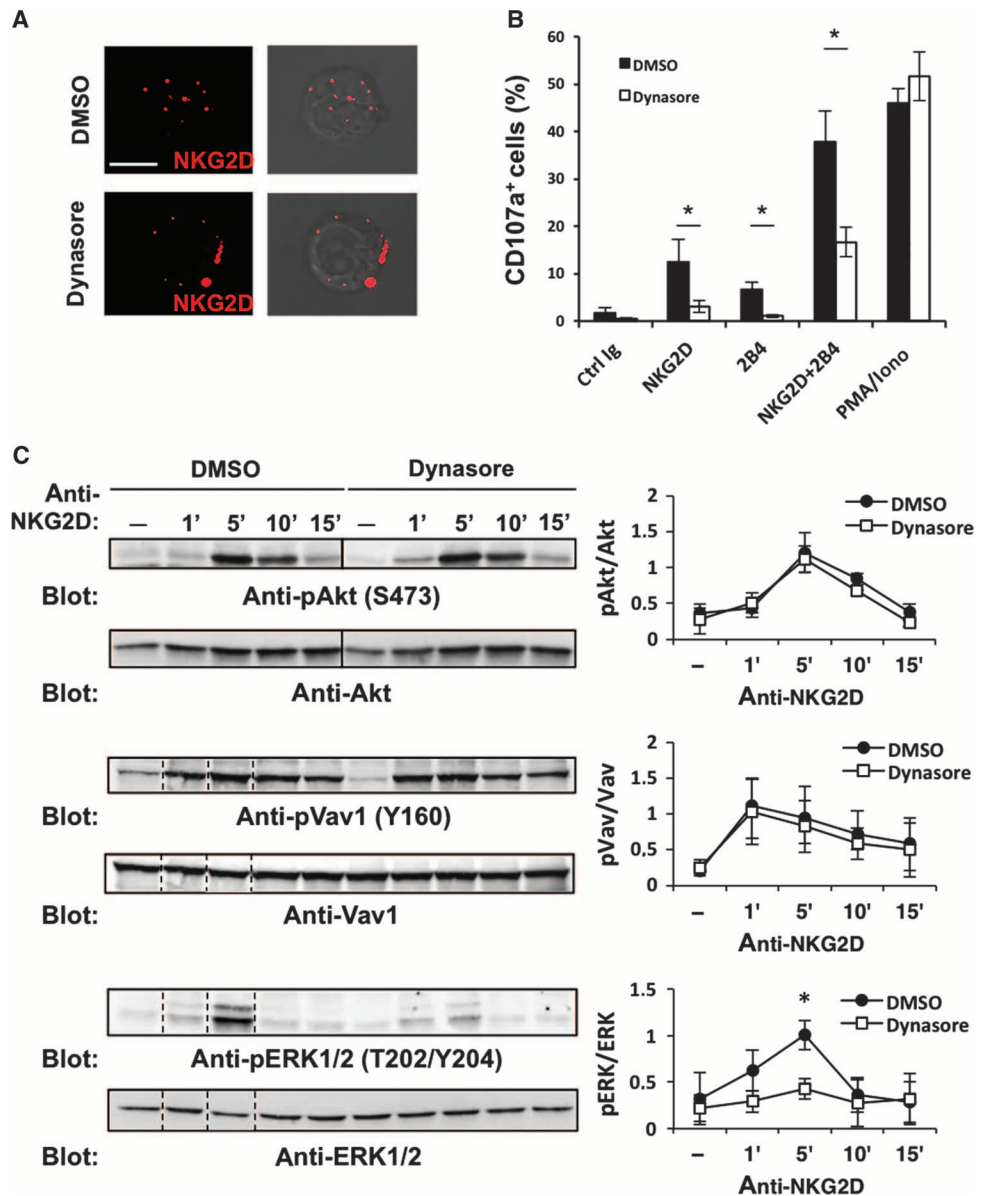 A
DMSO
NKG2D
Dynasore
NKG2D
B
CD107a+ cells (%)
60
50
40
30
20
10
0
DMSO
Dynasore
*
*
*
Ctrl Ig
NKG2D
2B4
NKG2D+2B4
PMA/Iono
C
DMSO Dynasore
Anti-
NKG2D: – 1' 5' 10' 15' – 1' 5' 10' 15'
Blot: Anti-pAkt (S473)
Blot: Anti-Akt
pAkt/Akt
2
1.5
1
0.5
0
DMSO
Dynasore
– 1' 5' 10' 15'
Anti-NKG2D
Blot: Anti-pVav1 (Y160)
Blot: Anti-Vav1
pVav/Vav
2
1.5
1
0.5
0
DMSO
Dynasore
– 1' 5' 10' 15'
Anti-NKG2D
Blot: Anti-pERK1/2 (T202/Y204)
Blot: Anti-ERK1/2
pERK/ERK
1.5
1
0.5
0
*
DMSO
Dynasore
– 1' 5' 10' 15'
Anti-NKG2D